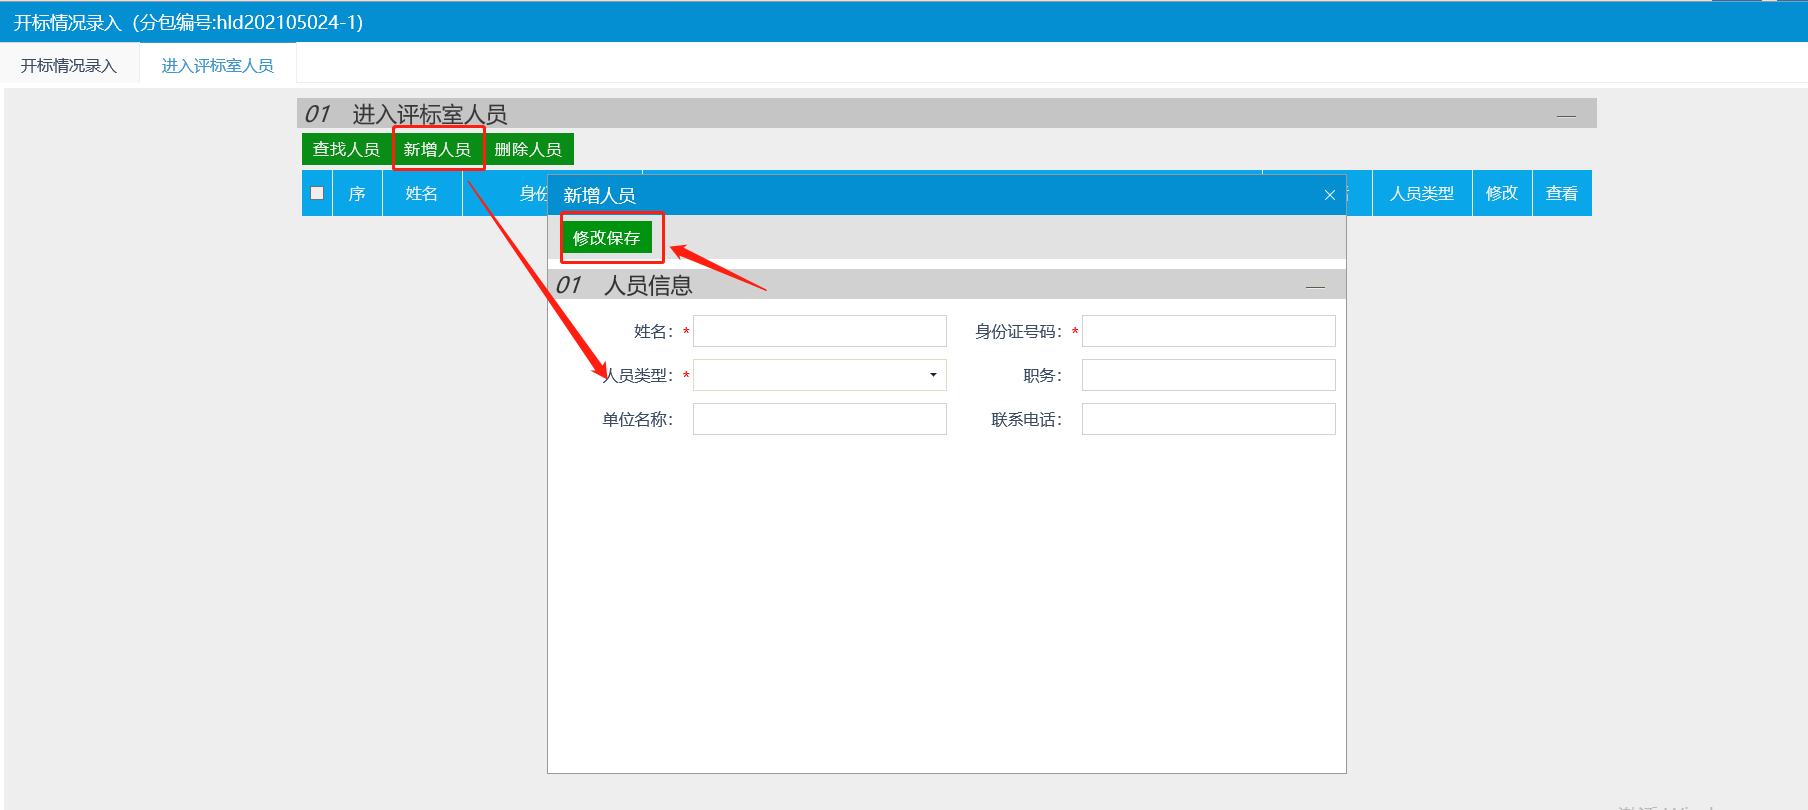 开标情况录入（分包编号:hld202105024-1)
开标情况录入 进入评标室人员
01 进入评标室人员
查找人员 新增人员 删除人员
序 姓名 身份 人员类型 修改 查看
新增人员
修改保存
01 人员信息
姓名：* 身份证号码：*
人员类型：* 职务：
单位名称： 联系电话：